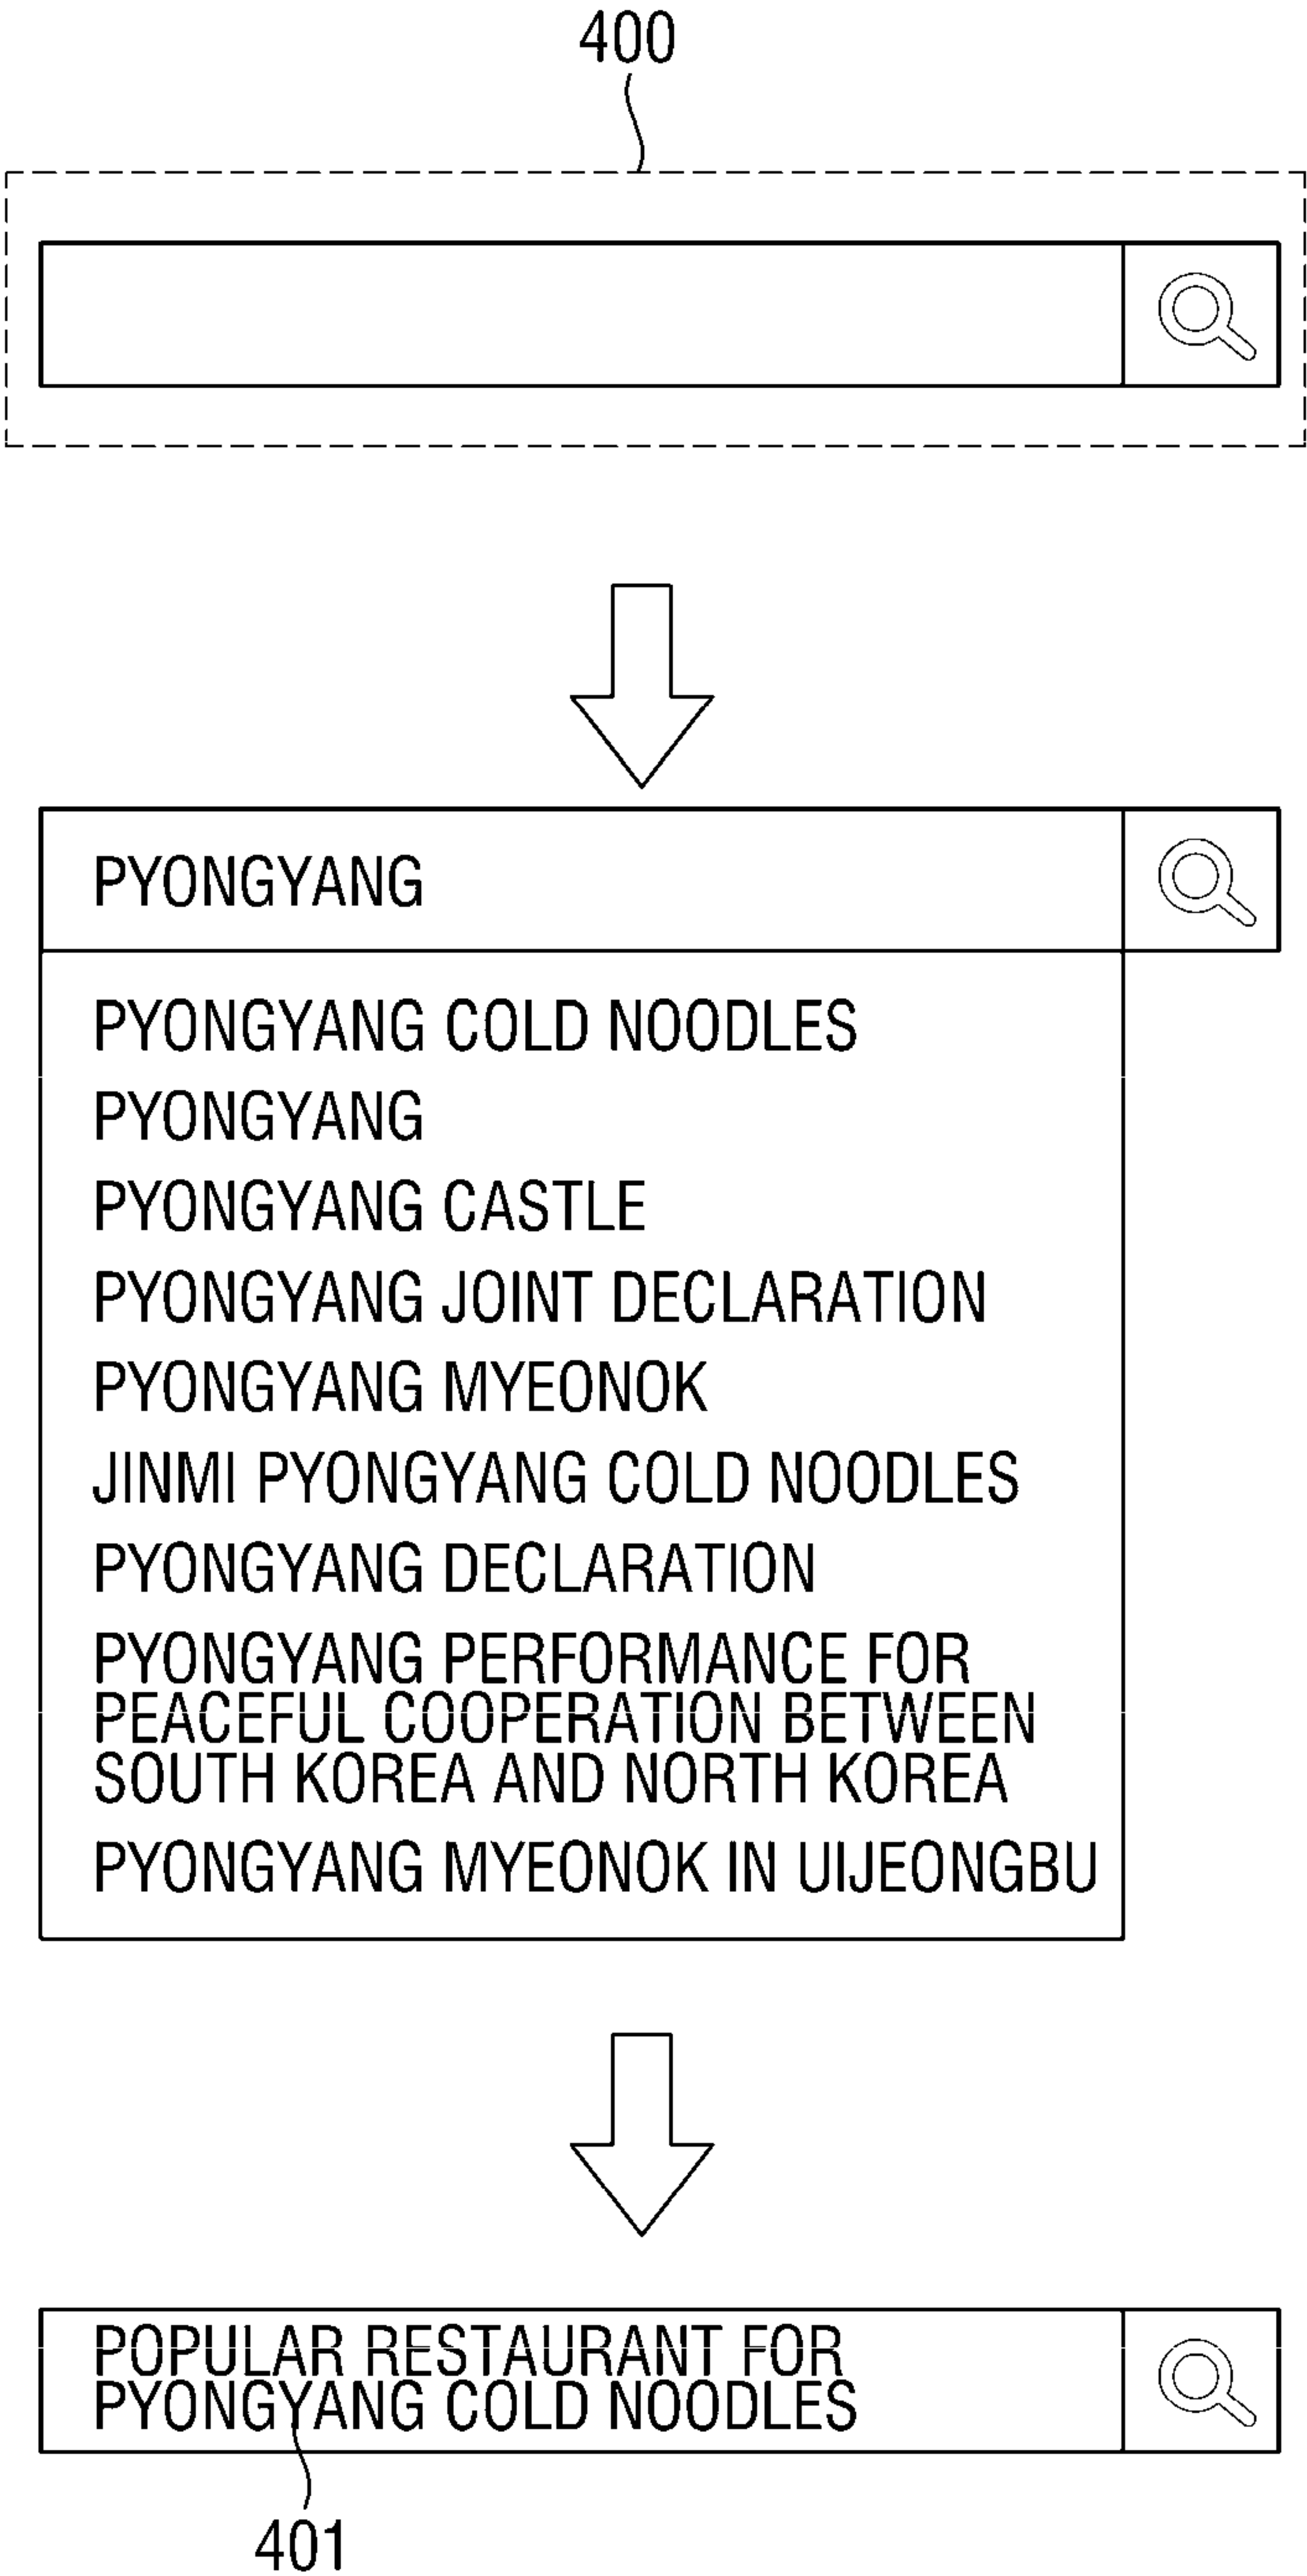 400
PYONGYANG
PYONGYANG COLD NOODLES
PYONGYANG
PYONGYANG CASTLE
PYONGYANG JOINT DECLARATION
PYONGYANG MYEONOK
JINMI PYONGYANG COLD NOODLES
PYONGYANG DECLARATION
PYONGYANG PERFORMANCE FOR
PEACEFUL COOPERATION BETWEEN
SOUTH KOREA AND NORTH KOREA
PYONGYANG MYEONOK IN UIJEONGBU
POPULAR RESTAURANT FOR
PYONGYANG COLD NOODLES
401